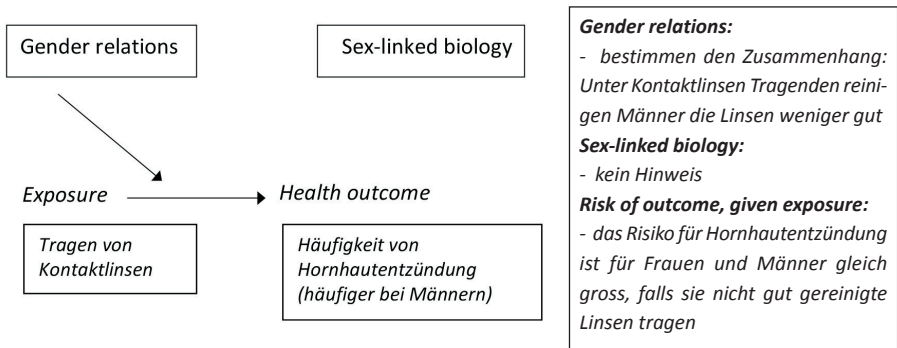 Gender relations
Sex-linked biology
Exposure
Health outcome
Tragen von
Kontaktlinsen
Häufigkeit von
Hornhautentzündung
(häufiger bei Männern)
Gender relations:
- bestimmen den Zusammenhang:
Unter Kontaktlinsen Tragenden reini-
gen Männer die Linsen weniger gut
Sex-linked biology:
- kein Hinweis
Risk of outcome, given exposure:
- das Risiko für Hornhautentzündung
ist für Frauen und Männer gleich
gross, falls sie nicht gut gereinigte
Linsen tragen